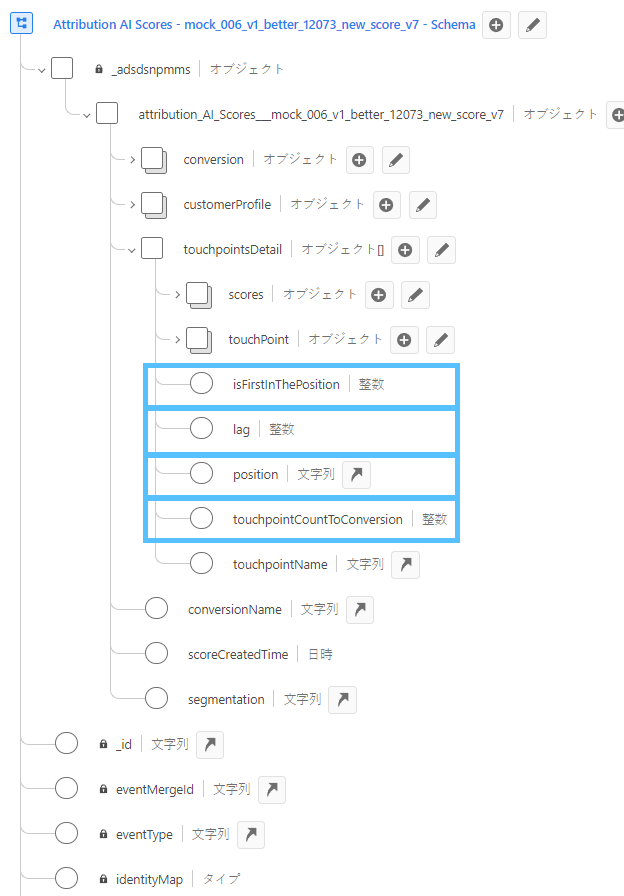 Attribution AI Scores - mock_006_v1_better_12073_new_score_v7 - Schema
_adsdsnpmms オブジェクト
attribution_AI_Scores___mock_006_v1_better_12073_new_score_v7 オブジェクト
conversion オブジェクト
customerProfile オブジェクト
touchpointsDetail オブジェクト[]
scores オブジェクト
touchPoint オブジェクト
isFirstInThePosition 整数
lag 整数
position 文字列
touchpointCountToConversion 整数
touchpointName 文字列
conversionName 文字列
scoreCreatedTime 日時
segmentation 文字列
_id 文字列
eventMergeId 文字列
eventType 文字列
identityMap タイプ